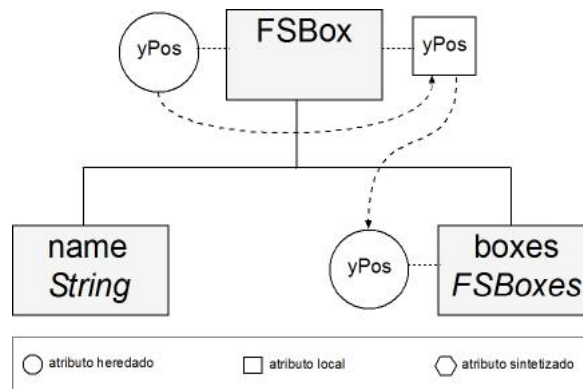 yPos
FSBox
yPos
name
String
yPos
boxes
FSBoxes
atributo heredado
atributo local
atributo sintetizado